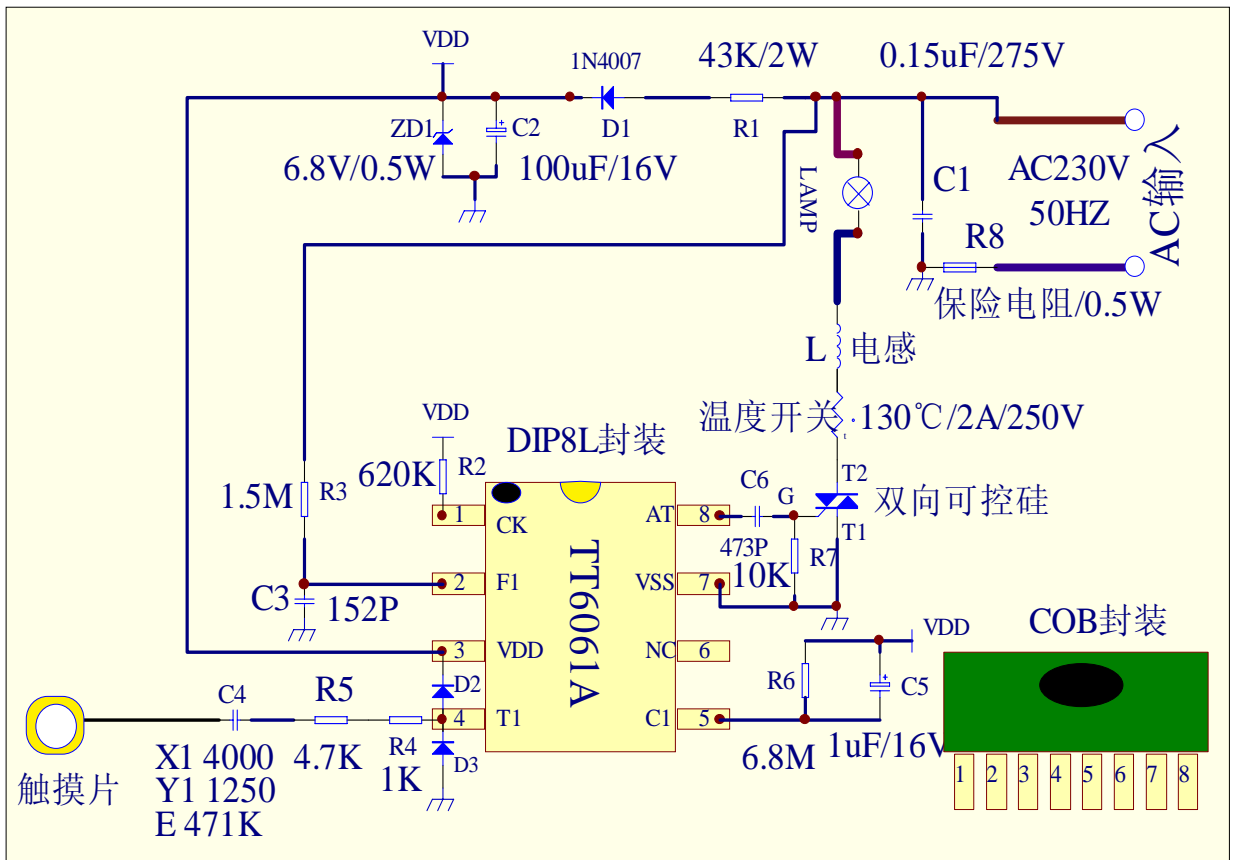 VDD
1N4007
43K/2W
0.15uF/275V
ZD1
C2
D1
R1
6.8V/0.5W
100uF/16V
LAMP
C1
AC230V
50HZ
AC输入
R8
保险电阻/0.5W
L 电感
温度开关
130℃/2A/250V
VDD
DIP8L封装
620K
R2
1.5M
R3
C6
G
T2
双向可控硅
T1
1
CK
AT
8
473P
R7
10K
C3
152P
2
F1
VSS
7
TT6061A
3
VDD
NC
6
VDD
COB封装
D2
R6
C5
C4
R5
4
T1
C1
5
R4
D3
X1 4000
4.7K
1K
6.8M
1uF/16V
Y1 1250
E 471K
触摸片
1
2
3
4
5
6
7
8